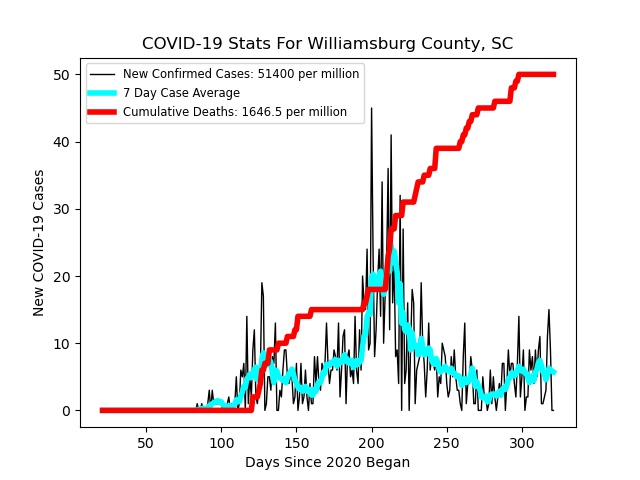 COVID-19 Stats For Williamsburg County, SC
New Confirmed Cases: 51400 per million
7 Day Case Average
Cumulative Deaths: 1646.5 per million
New COVID-19 Cases
50
40
30
20
10
0
50 100 150 200 250 300
Days Since 2020 Began